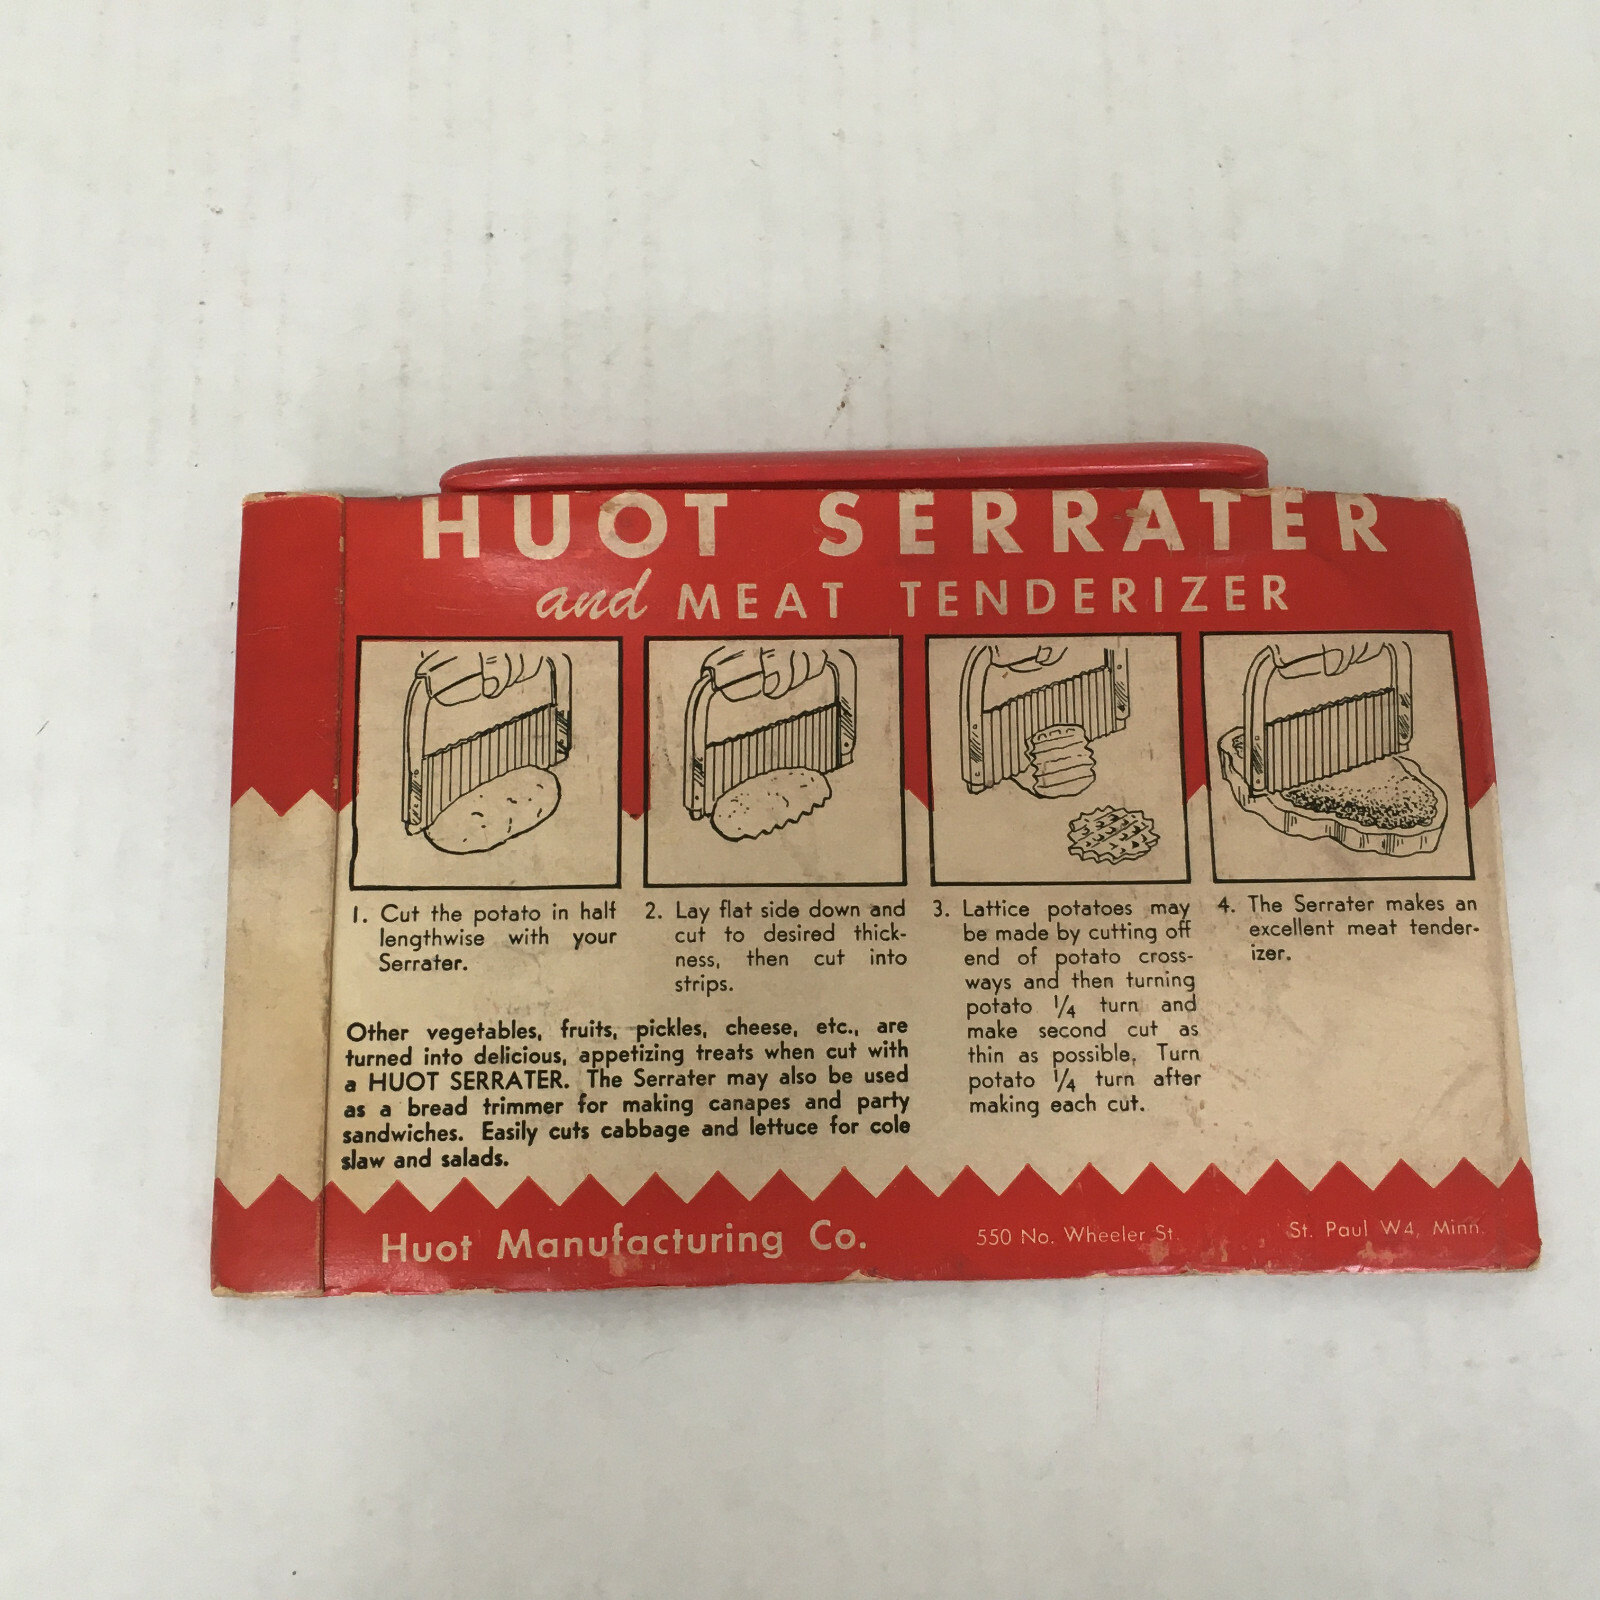 HUOT SERRATER
and MEAT TENDERIZER
1. Cut the potato in half
lengthwise with your
Serrater.
2. Lay flat side down and
cut to desired thick-
ness, then cut into
strips.
3. Lattice potatoes may
be made by cutting off
end of potato cross-
ways and then turning
potato 1/4 turn and
make second cut as
thin as possible. Turn
potato 1/4 turn after
making each cut.
4. The Serrater makes an
excellent meat tender-
izer.
Other vegetables, fruits, pickles, cheese, etc., are
turned into delicious, appetizing treats when cut with
a HUOT SERRATER. The Serrater may also be used
as a bread trimmer for making canapes and party
sandwiches. Easily cuts cabbage and lettuce for cole
slaw and salads.
Huot Manufacturing Co. 550 No. Wheeler St. St. Paul W4, Minn.